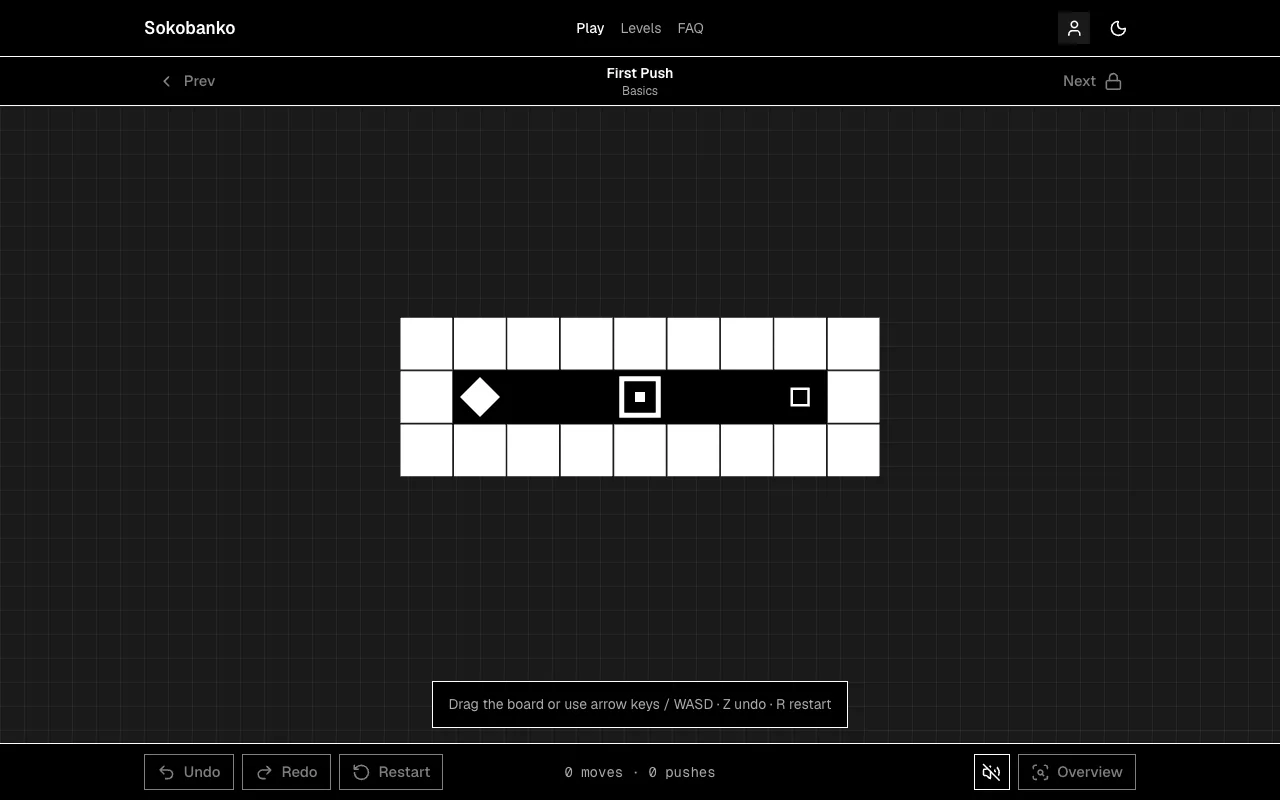 Sokobanko
Play
Levels
FAQ
Prev
First Push
Basics
Next
Drag the board or use arrow keys / WASD · Z undo · R restart
Undo
Redo
Restart
0 moves · 0 pushes
Overview